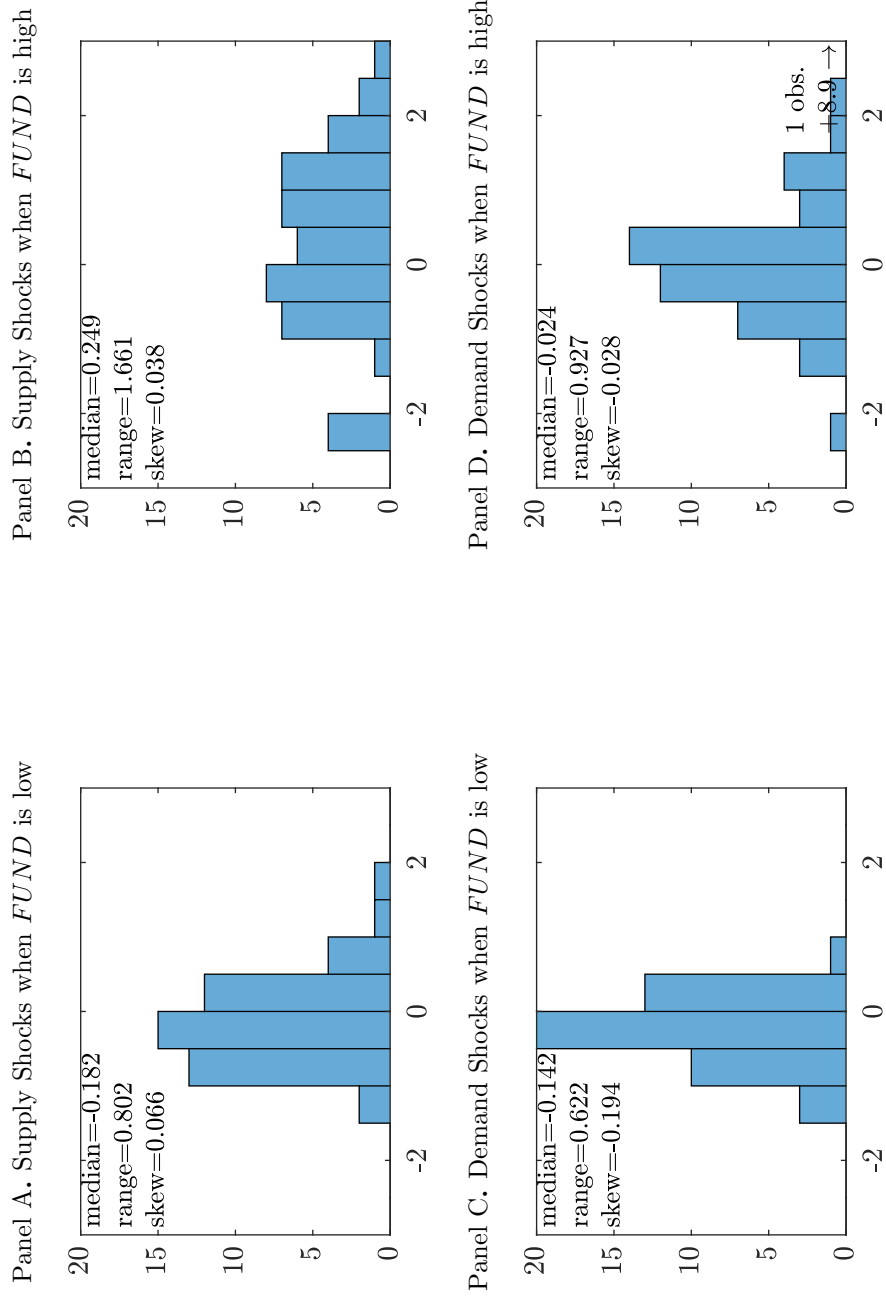 Panel A. Supply Shocks when FUND is low
median=-0.182
range=0.802
skew=0.066
20
15
10
5
0
-2
0
2
Panel B. Supply Shocks when FUND is high
median=0.249
range=1.661
skew=0.038
20
15
10
5
0
-2
0
2
Panel C. Demand Shocks when FUND is low
median=-0.142
range=0.622
skew=-0.194
20
15
10
5
0
-2
0
2
Panel D. Demand Shocks when FUND is high
median=-0.024
range=0.927
skew=-0.028
1 obs.
+8.9 →
20
15
10
5
0
-2
0
2